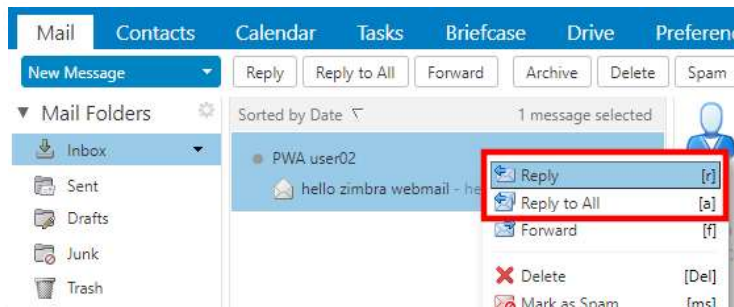 Mail Contacts Calendar Tasks Briefcase Drive Preferen
New Message Reply Reply to All Forward Archive Delete Spam
Mail Folders Sorted by Date 1 message selected
Inbox PWA user02
Sent hello zimbra webmail - he
Drafts
Junk
Trash
Reply [r]
Reply to All [a]
Forward [f]
Delete [Del]
Mark as Spam [ms]